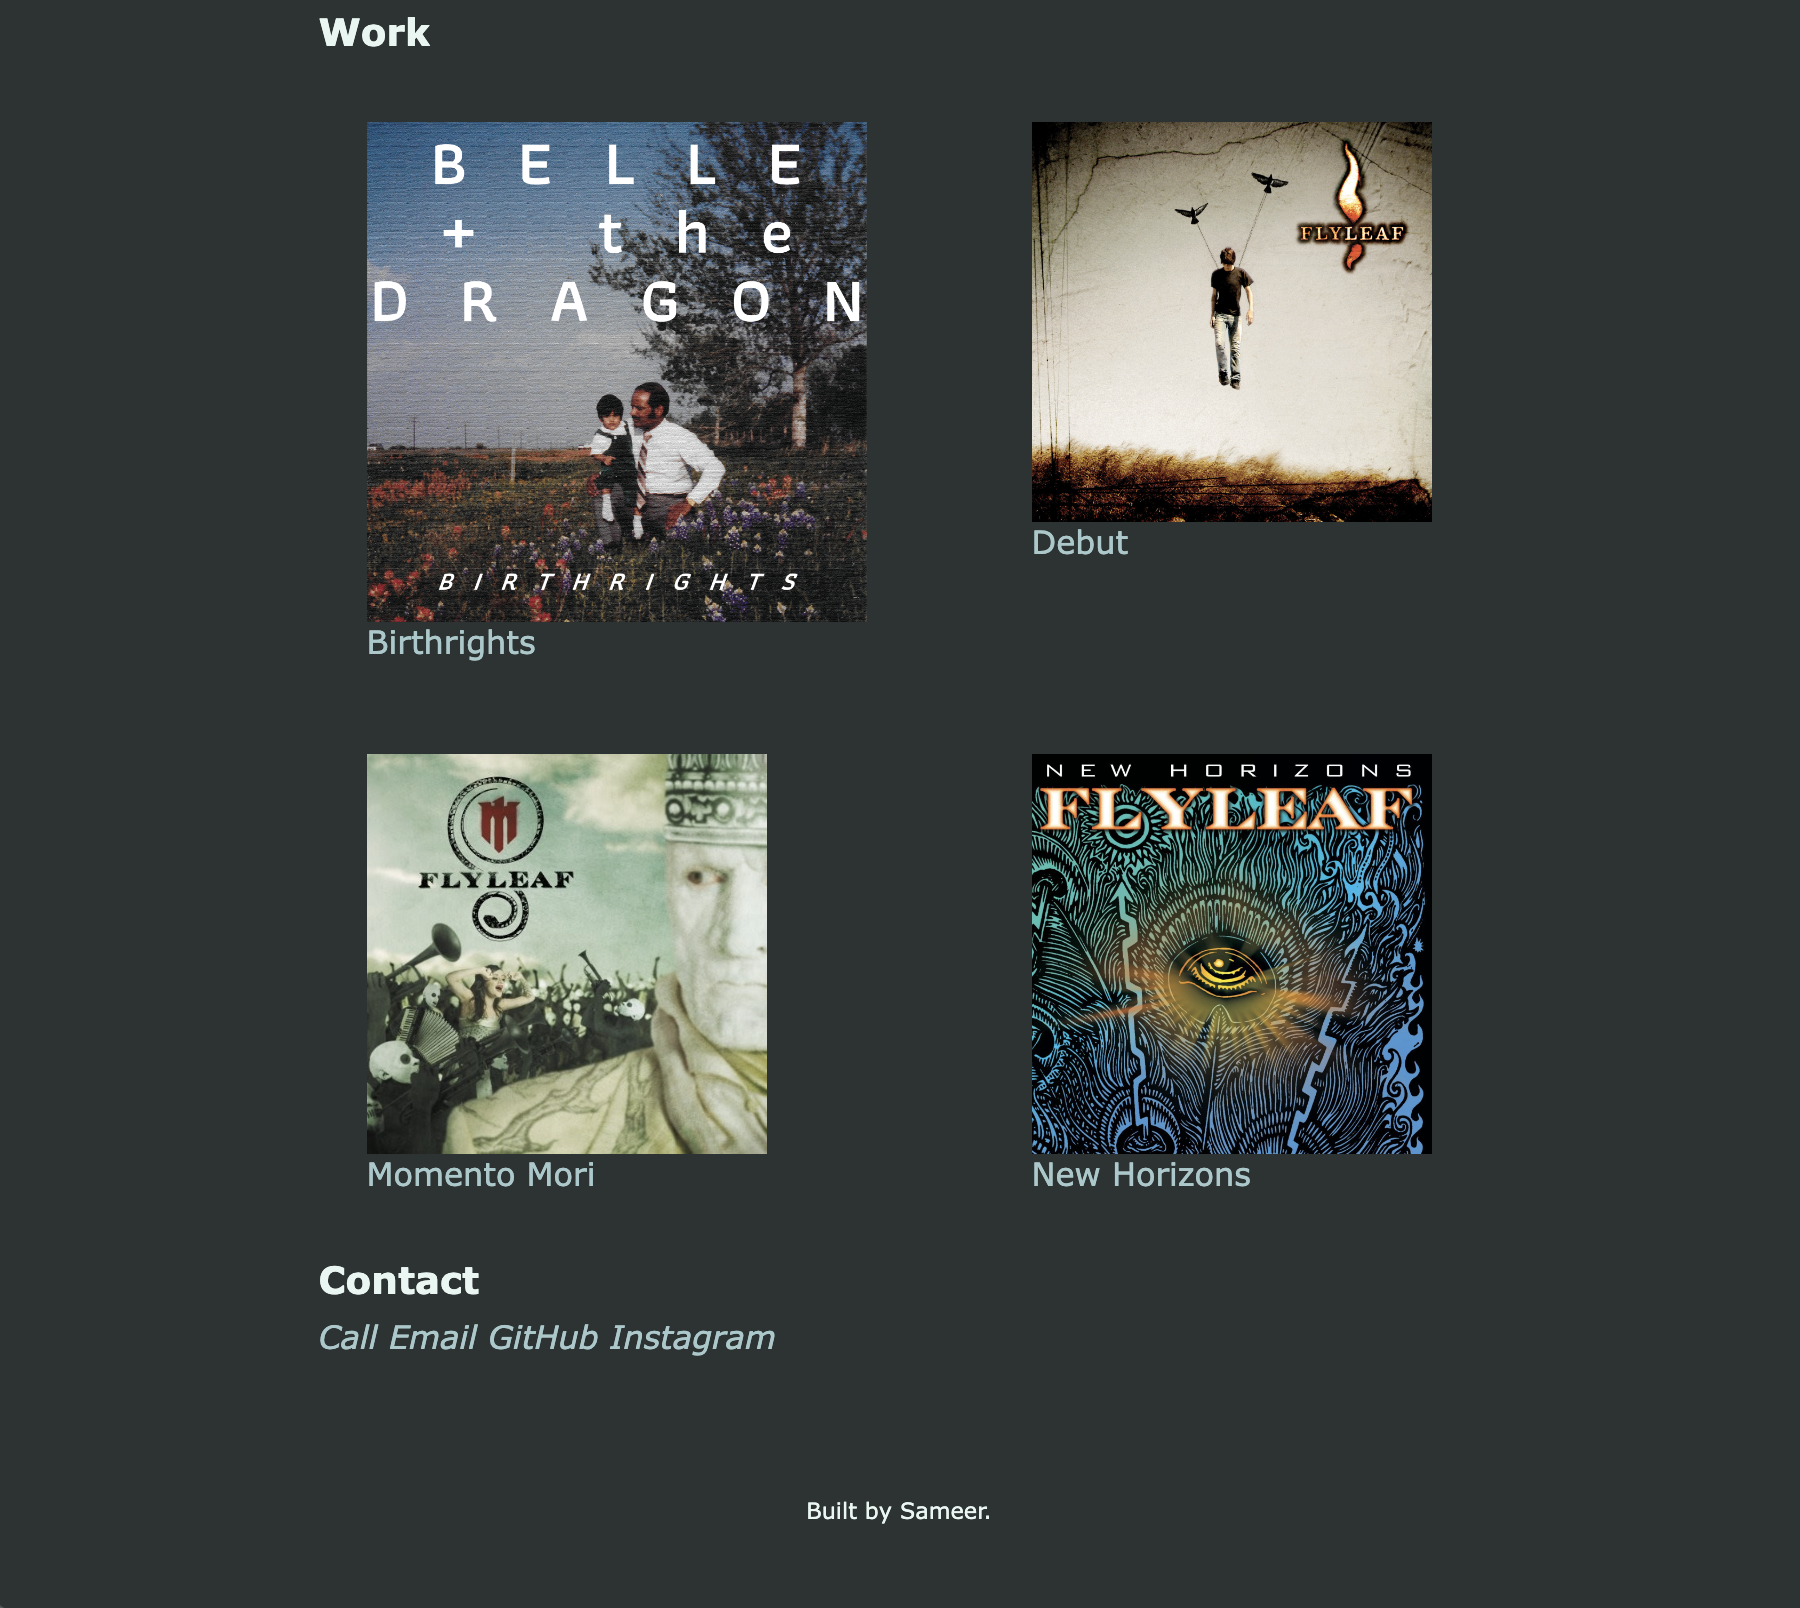 Work
BELLE
+ the
DRAGON
BIRTHRIGHTS
Birthrights
FLYLEAF
Debut
M
FLYLEAF
Momento Mori
NEW HORIZONS
FLYLEAF
New Horizons
Contact
Call Email GitHub Instagram
Built by Sameer.